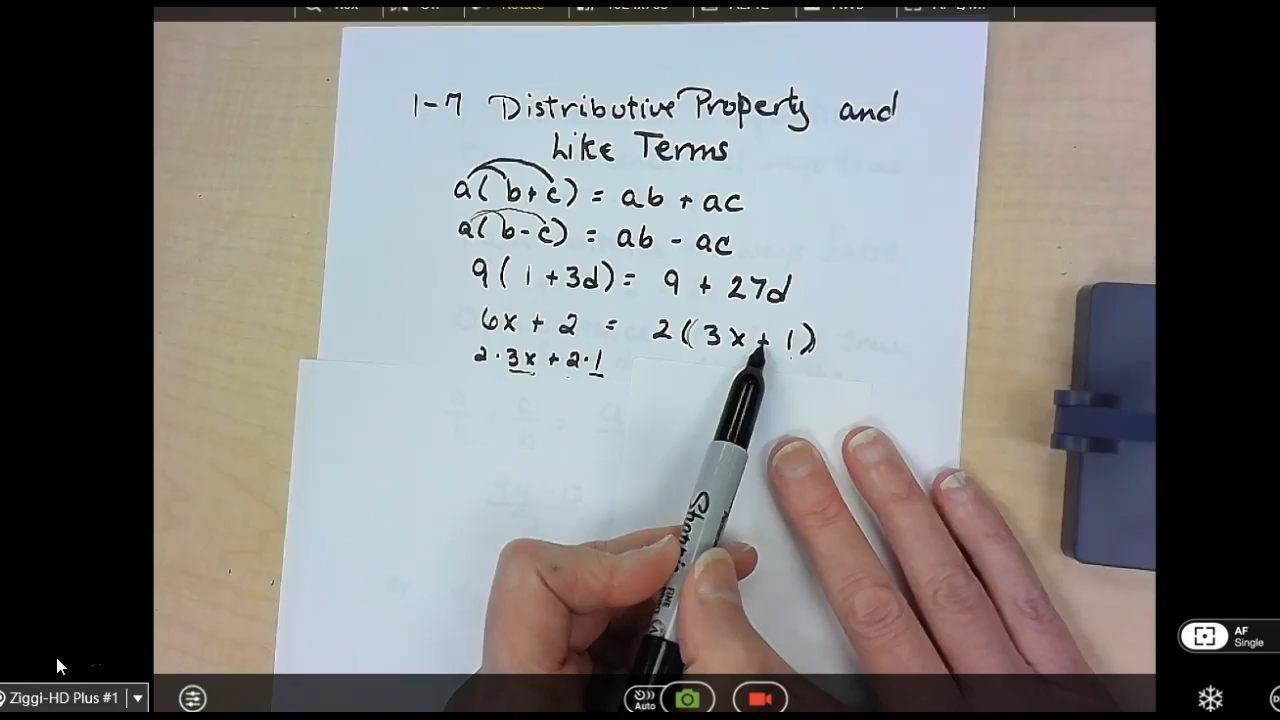 1-7 Distributive Property and
Like Terms
a(b+c) = ab + ac
a(b-c) = ab - ac
9(1+3d) = 9 + 27d
6x + 2 = 2(3x + 1)
2·3x + 2·1
Sharpie
FINE
AF
Single
Ziggi-HD Plus #1
Auto